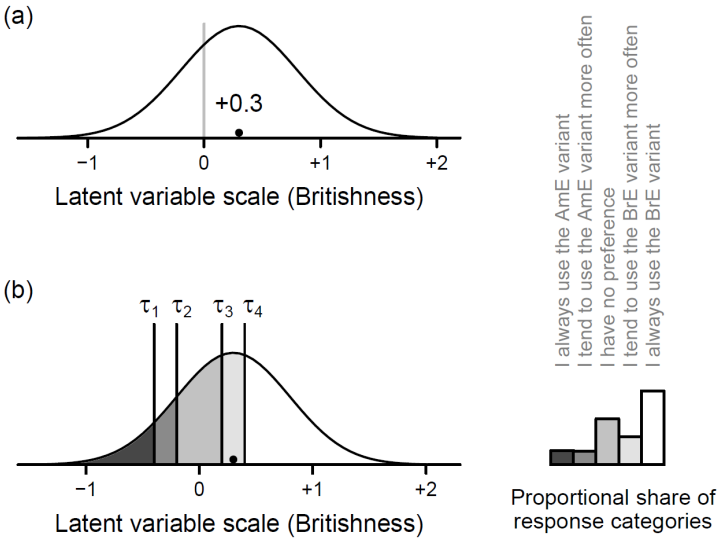 (a)
+0.3
−1 0 +1 +2
Latent variable scale (Britishness)
I always use the AmE variant
I tend to use the AmE variant more often
I have no preference
I tend to use the BrE variant more often
I always use the BrE variant
(b)
τ1 τ2 τ3 τ4
−1 0 +1 +2
Latent variable scale (Britishness)
Proportional share of
response categories